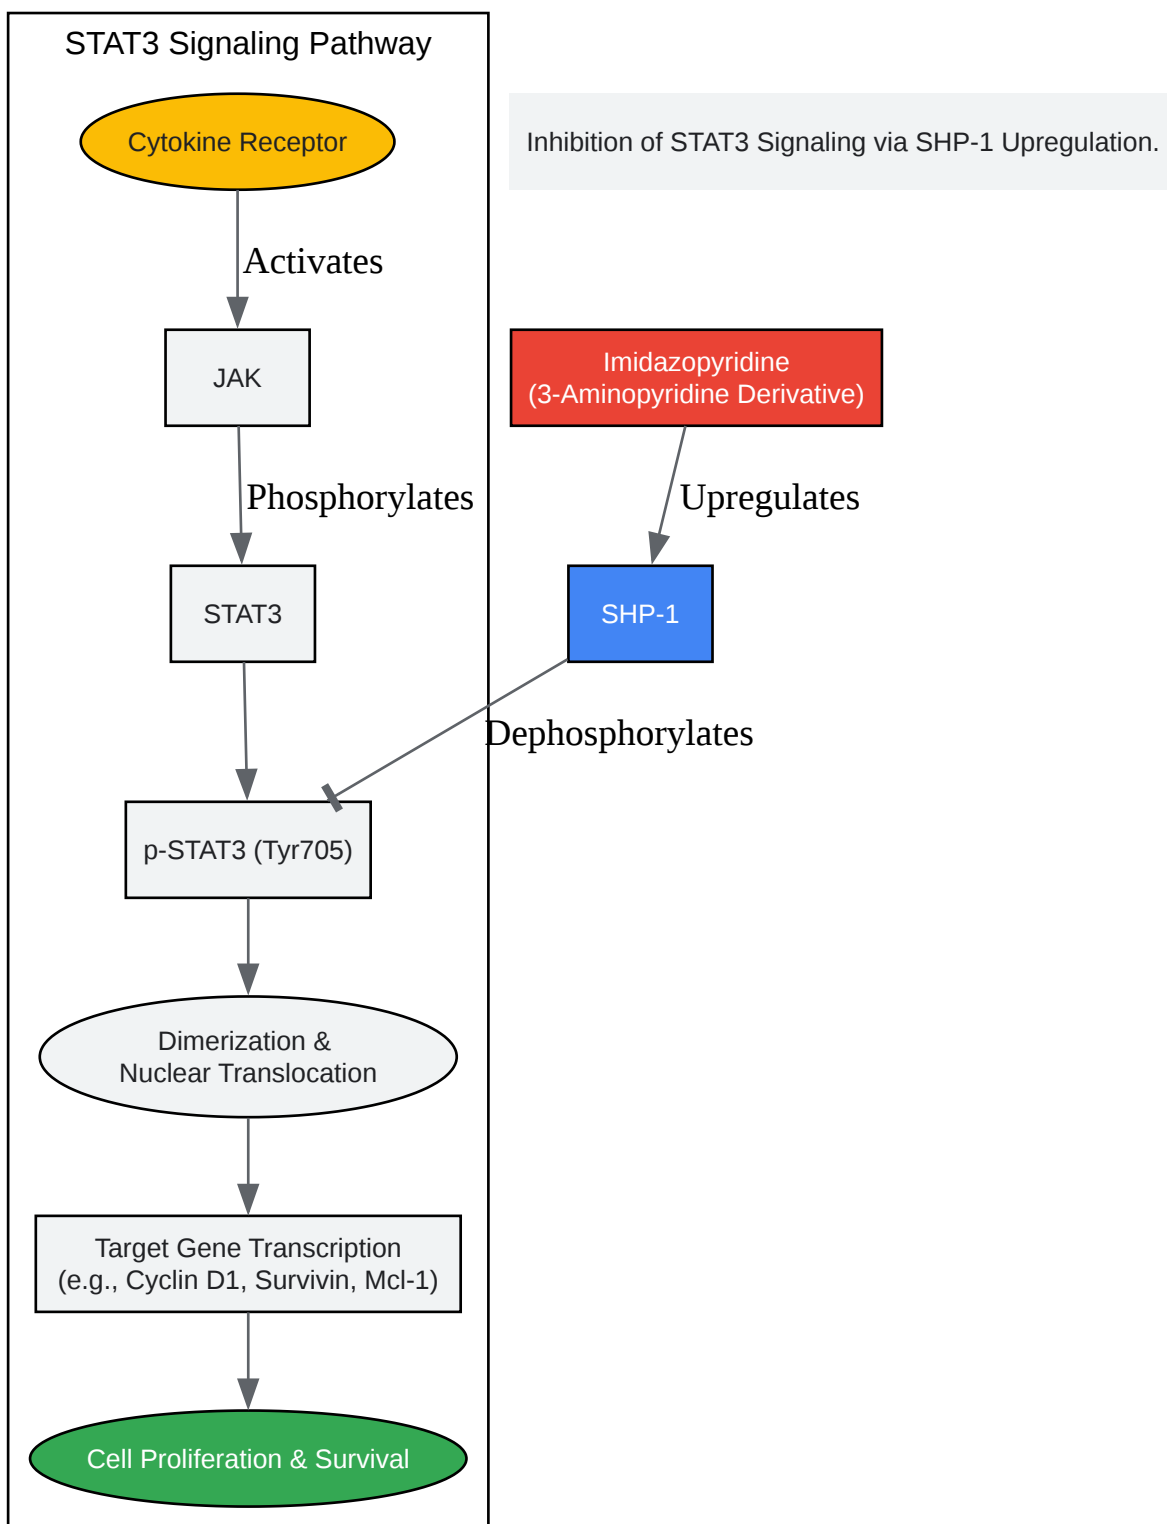 STAT3 Signaling Pathway
Cytokine Receptor
Inhibition of STAT3 Signaling via SHP-1 Upregulation.
Activates
JAK
Imidazopyridine
(3-Aminopyridine Derivative)
Phosphorylates
Upregulates
STAT3
SHP-1
Dephosphorylates
p-STAT3 (Tyr705)
Dimerization &
Nuclear Translocation
Target Gene Transcription
(e.g., Cyclin D1, Survivin, Mcl-1)
Cell Proliferation & Survival